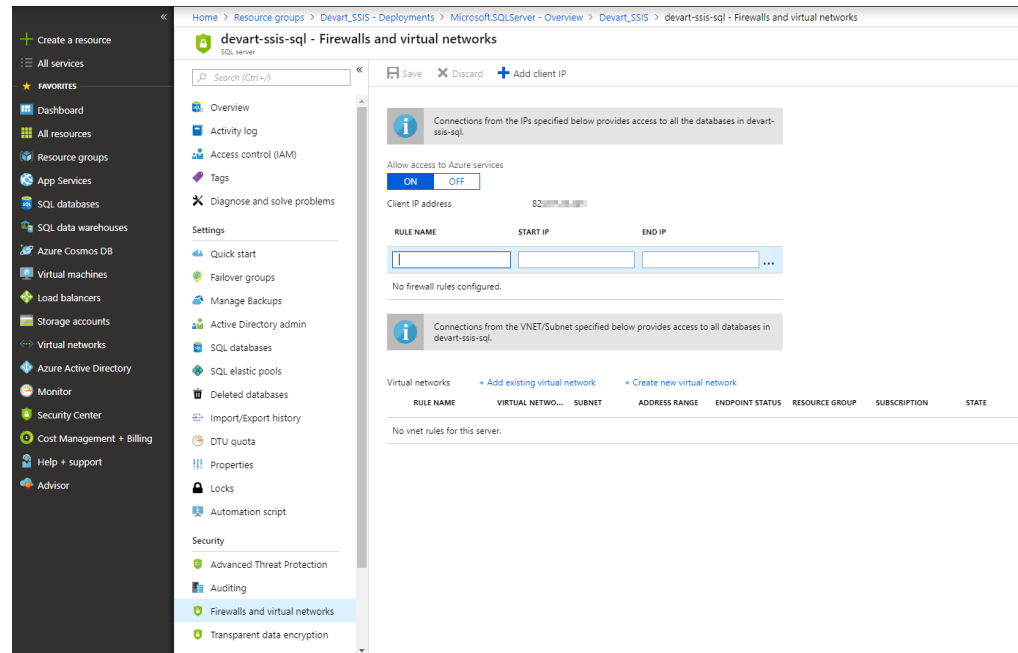 Home > Resource groups > Devart_SSIS - Deployments > Microsoft.SQLServer - Overview > Devart_SSIS > devart-ssis-sql - Firewalls and virtual networks
«
Create a resource
All services
FAVORITES
Dashboard
All resources
Resource groups
App Services
SQL databases
SQL data warehouses
Azure Cosmos DB
Virtual machines
Load balancers
Storage accounts
Virtual networks
Azure Active Directory
Monitor
Security Center
Cost Management + Billing
Help + support
Advisor
devart-ssis-sql - Firewalls and virtual networks
SQL server
Search (Ctrl+/)
«
Overview
Activity log
Access control (IAM)
Tags
Diagnose and solve problems
Settings
Quick start
Failover groups
Manage Backups
Active Directory admin
SQL databases
SQL elastic pools
Deleted databases
Import/Export history
DTU quota
Properties
Locks
Automation script
Security
Advanced Threat Protection
Auditing
Firewalls and virtual networks
Transparent data encryption
Save Discard Add client IP
Connections from the IPs specified below provides access to all the databases in devart-
ssis-sql.
Allow access to Azure services
ON OFF
Client IP address 82
RULE NAME START IP END IP
...
No firewall rules configured.
Connections from the VNET/Subnet specified below provides access to all databases in
devart-ssis-sql.
Virtual networks + Add existing virtual network + Create new virtual network
RULE NAME VIRTUAL NETWO... SUBNET ADDRESS RANGE ENDPOINT STATUS RESOURCE GROUP SUBSCRIPTION STATE
No vnet rules for this server.